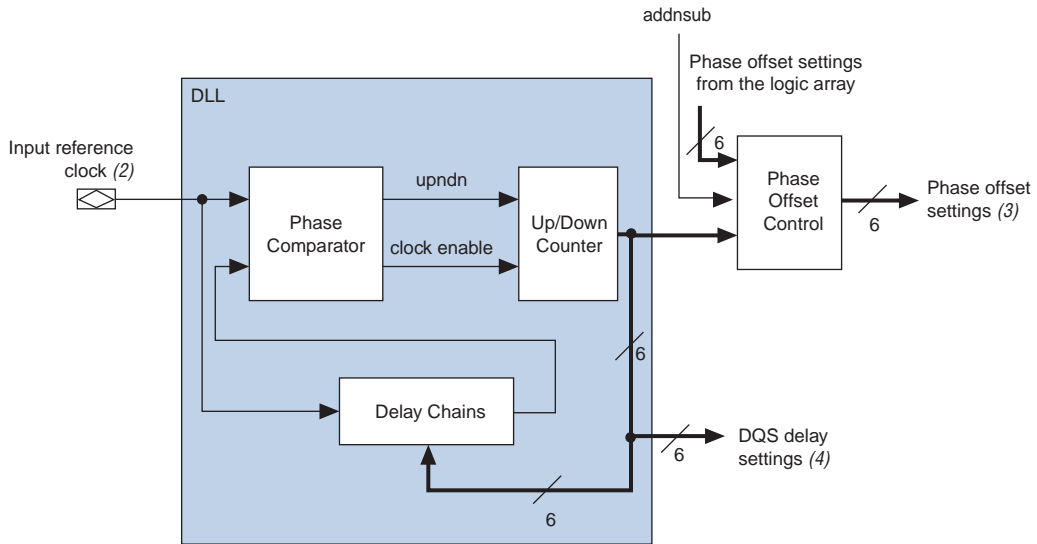 addnsub
Phase offset settings
from the logic array
DLL
6
Input reference
clock (2)
upndn
Phase
Comparator
Up/Down
Counter
clock enable
Phase
Offset
Control
6
Phase offset
settings (3)
6
Delay Chains
6
DQS delay
settings (4)
6